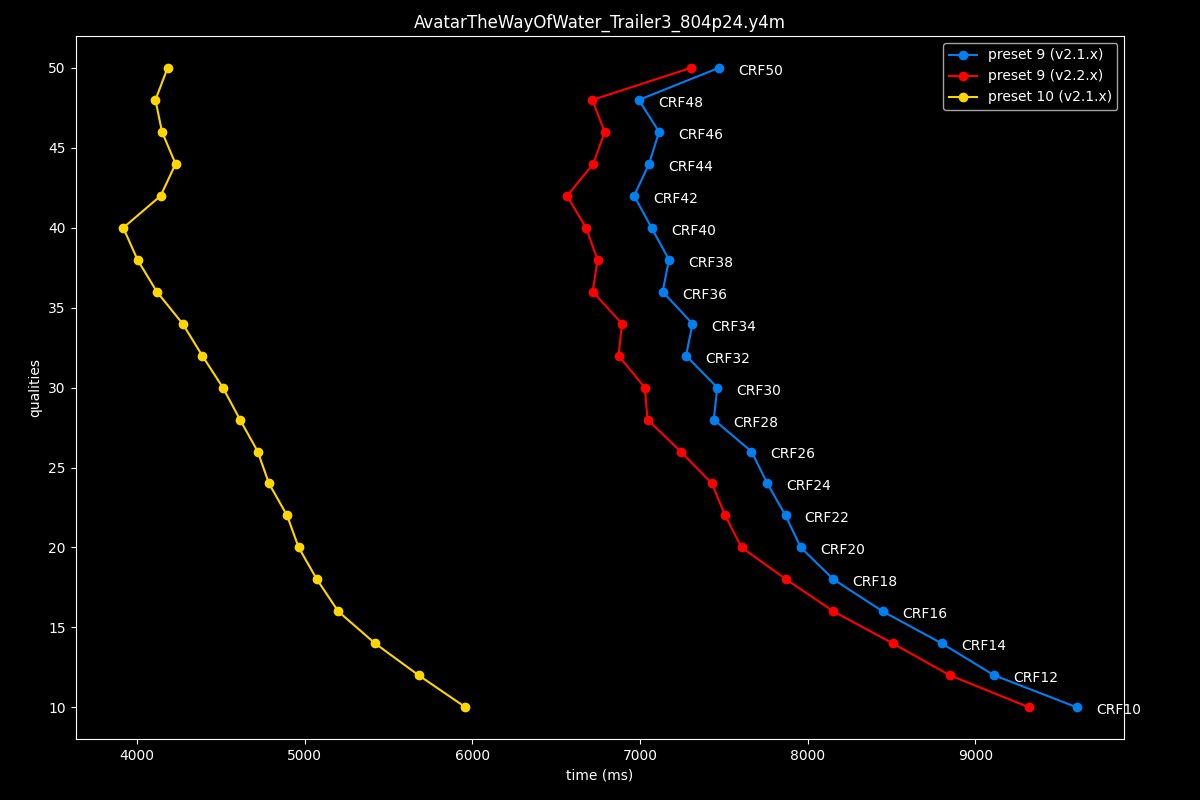 AvatarTheWayOfWater_Trailer3_804p24.y4m
preset 9 (v2.1.x)
preset 9 (v2.2.x)
preset 10 (v2.1.x)
qualities
50
45
40
35
30
25
20
15
10
CRF50
CRF48
CRF46
CRF44
CRF42
CRF40
CRF38
CRF36
CRF34
CRF32
CRF30
CRF28
CRF26
CRF24
CRF22
CRF20
CRF18
CRF16
CRF14
CRF12
CRF10
4000 5000 6000 7000 8000 9000
time (ms)